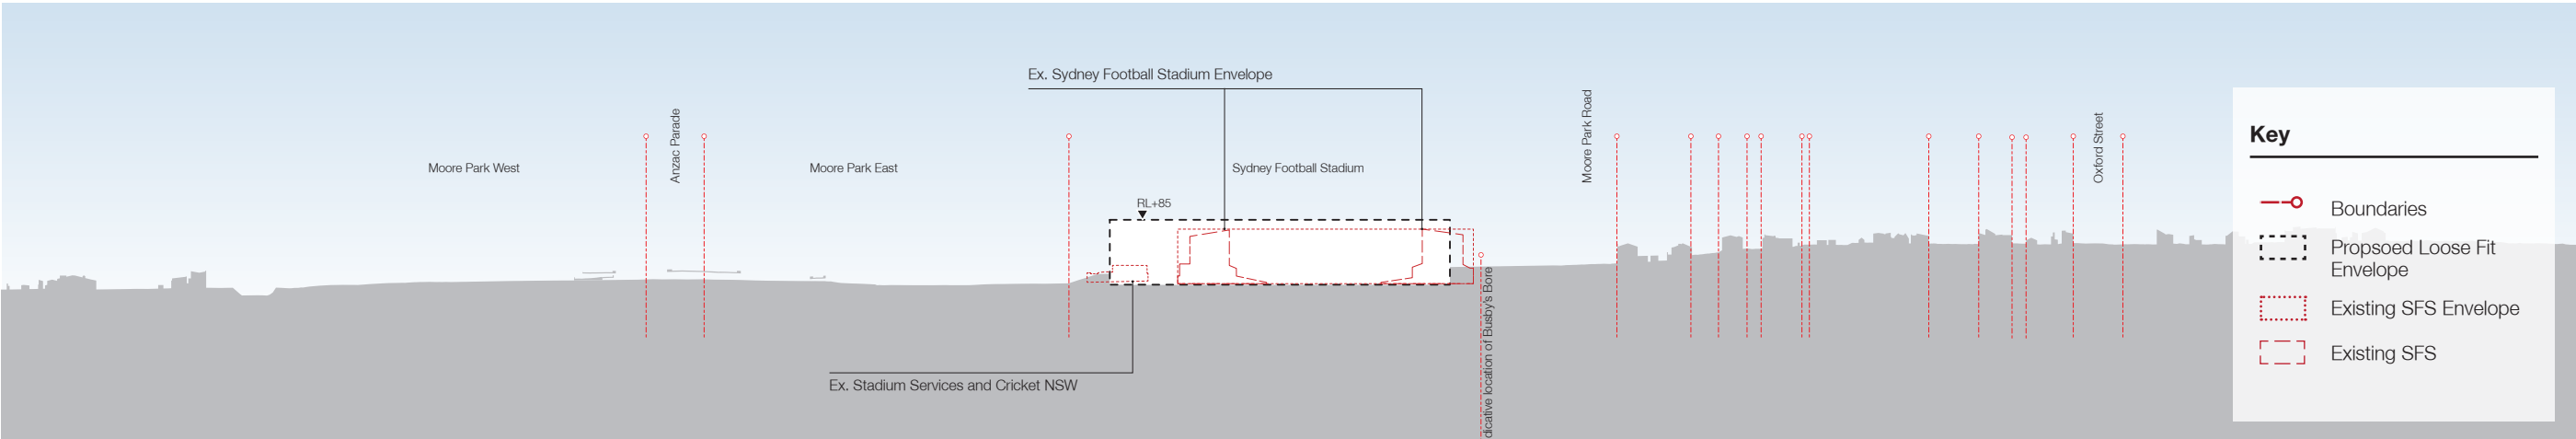 Ex. Sydney Football Stadium Envelope
Moore Park West
Anzac Parade
Moore Park East
Sydney Football Stadium
Moore Park Road
Oxford Street
RL+85
Ex. Stadium Services and Cricket NSW
dicative location of Busby's Bore
Key
Boundaries
Propsoed Loose Fit
Envelope
Existing SFS Envelope
Existing SFS